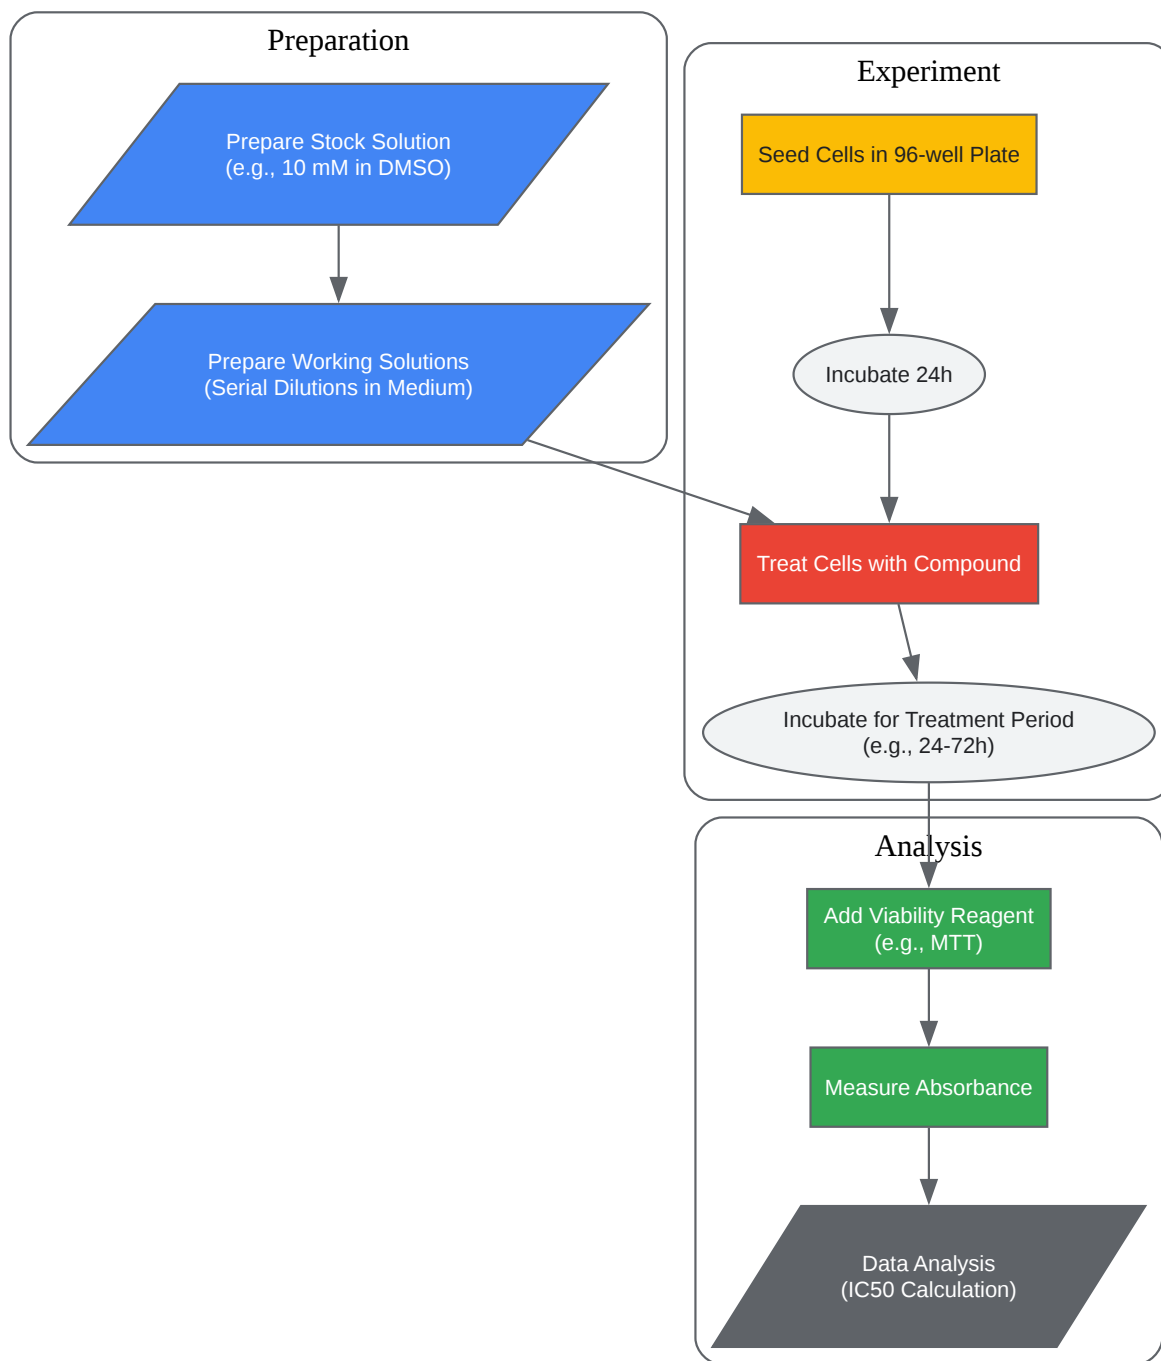 Preparation
Prepare Stock Solution
(e.g., 10 mM in DMSO)
Prepare Working Solutions
(Serial Dilutions in Medium)
Experiment
Seed Cells in 96-well Plate
Incubate 24h
Treat Cells with Compound
Incubate for Treatment Period
(e.g., 24-72h)
Analysis
Add Viability Reagent
(e.g., MTT)
Measure Absorbance
Data Analysis
(IC50 Calculation)